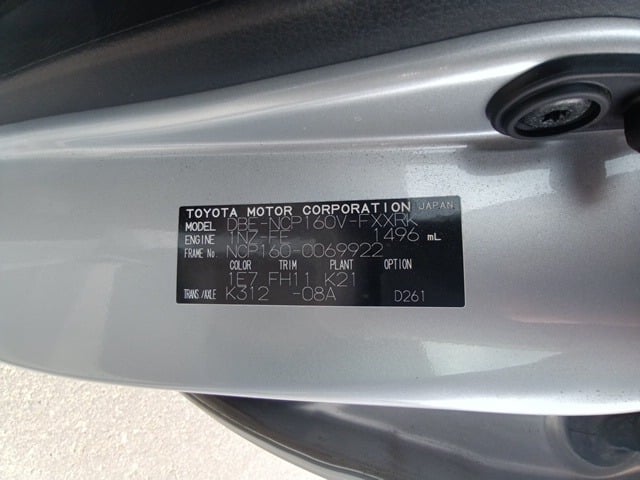 TOYOTA MOTOR CORPORATION JAPAN
MODEL DBE-NCP160V-FXXRK
ENGINE 1NZ-FE 1496 mL
FRAME No. NCP160-0069922
COLOR TRIM PLANT OPTION
1E7 FH11 K21
TRANS./AXLE K312 -08A D261